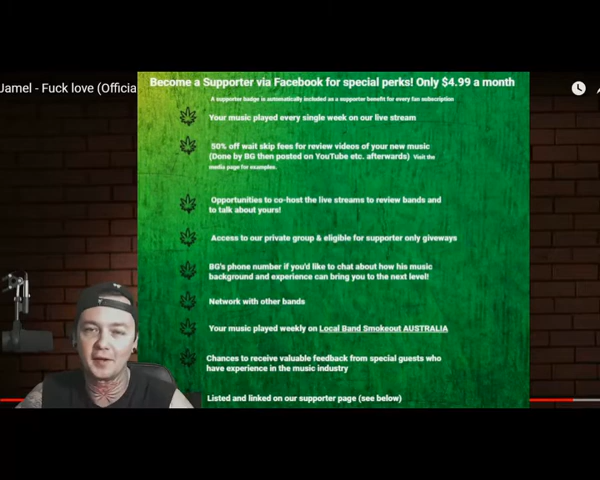 Jamel - Fuck love (Officia
Become a Supporter via Facebook for special perks! Only $4.99 a month
A supporter badge is automatically included as a supporter benefit for every fan subscription
Your music played every single week on our live stream
50% off wait skip fees for review videos of your new music
(Done by BG then posted on YouTube etc. afterwards) Visit the
media page for examples.
Opportunities to co-host the live streams to review bands and
to talk about yours!
Access to our private group & eligible for supporter only giveways
BG's phone number if you'd like to chat about how his music
background and experience can bring you to the next level!
Network with other bands
Your music played weekly on Local Band Smokeout AUSTRALIA
Chances to receive valuable feedback from special guests who
have experience in the music industry
Listed and linked on our supporter page (see below)